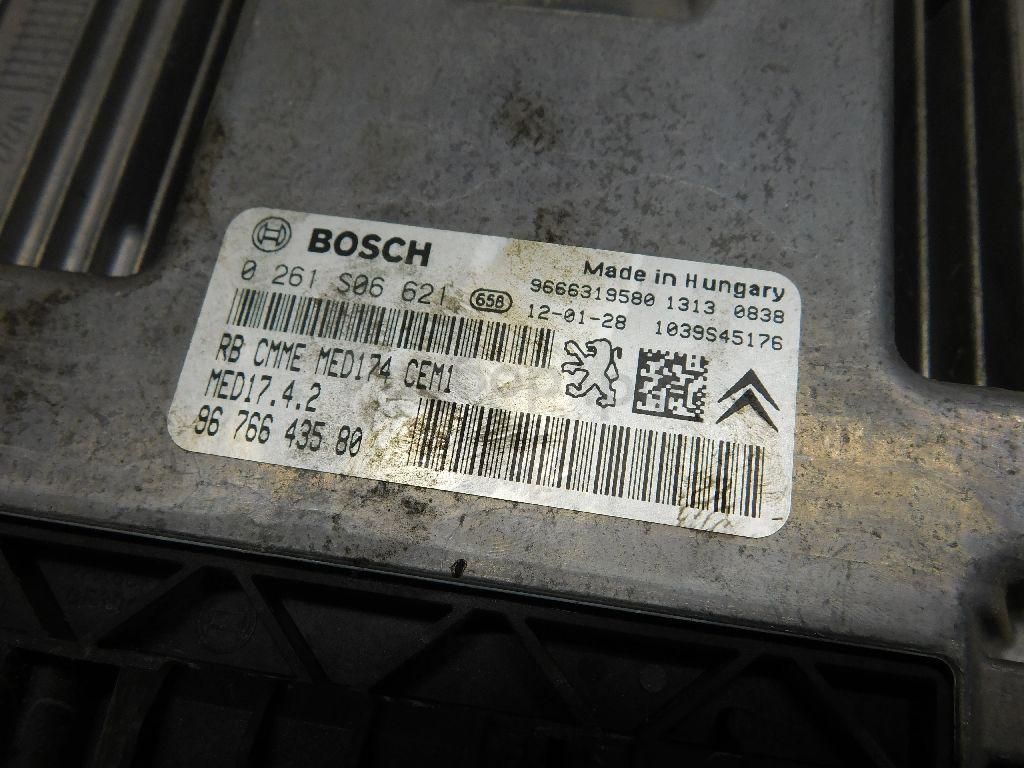 BOSCH
Made in Hungary
0 261 S06 621
658
9666319580 1313 0838
12-01-28 1039S45176
RB CMME MED174 CEM1
MED17.4.2
96 766 435 80